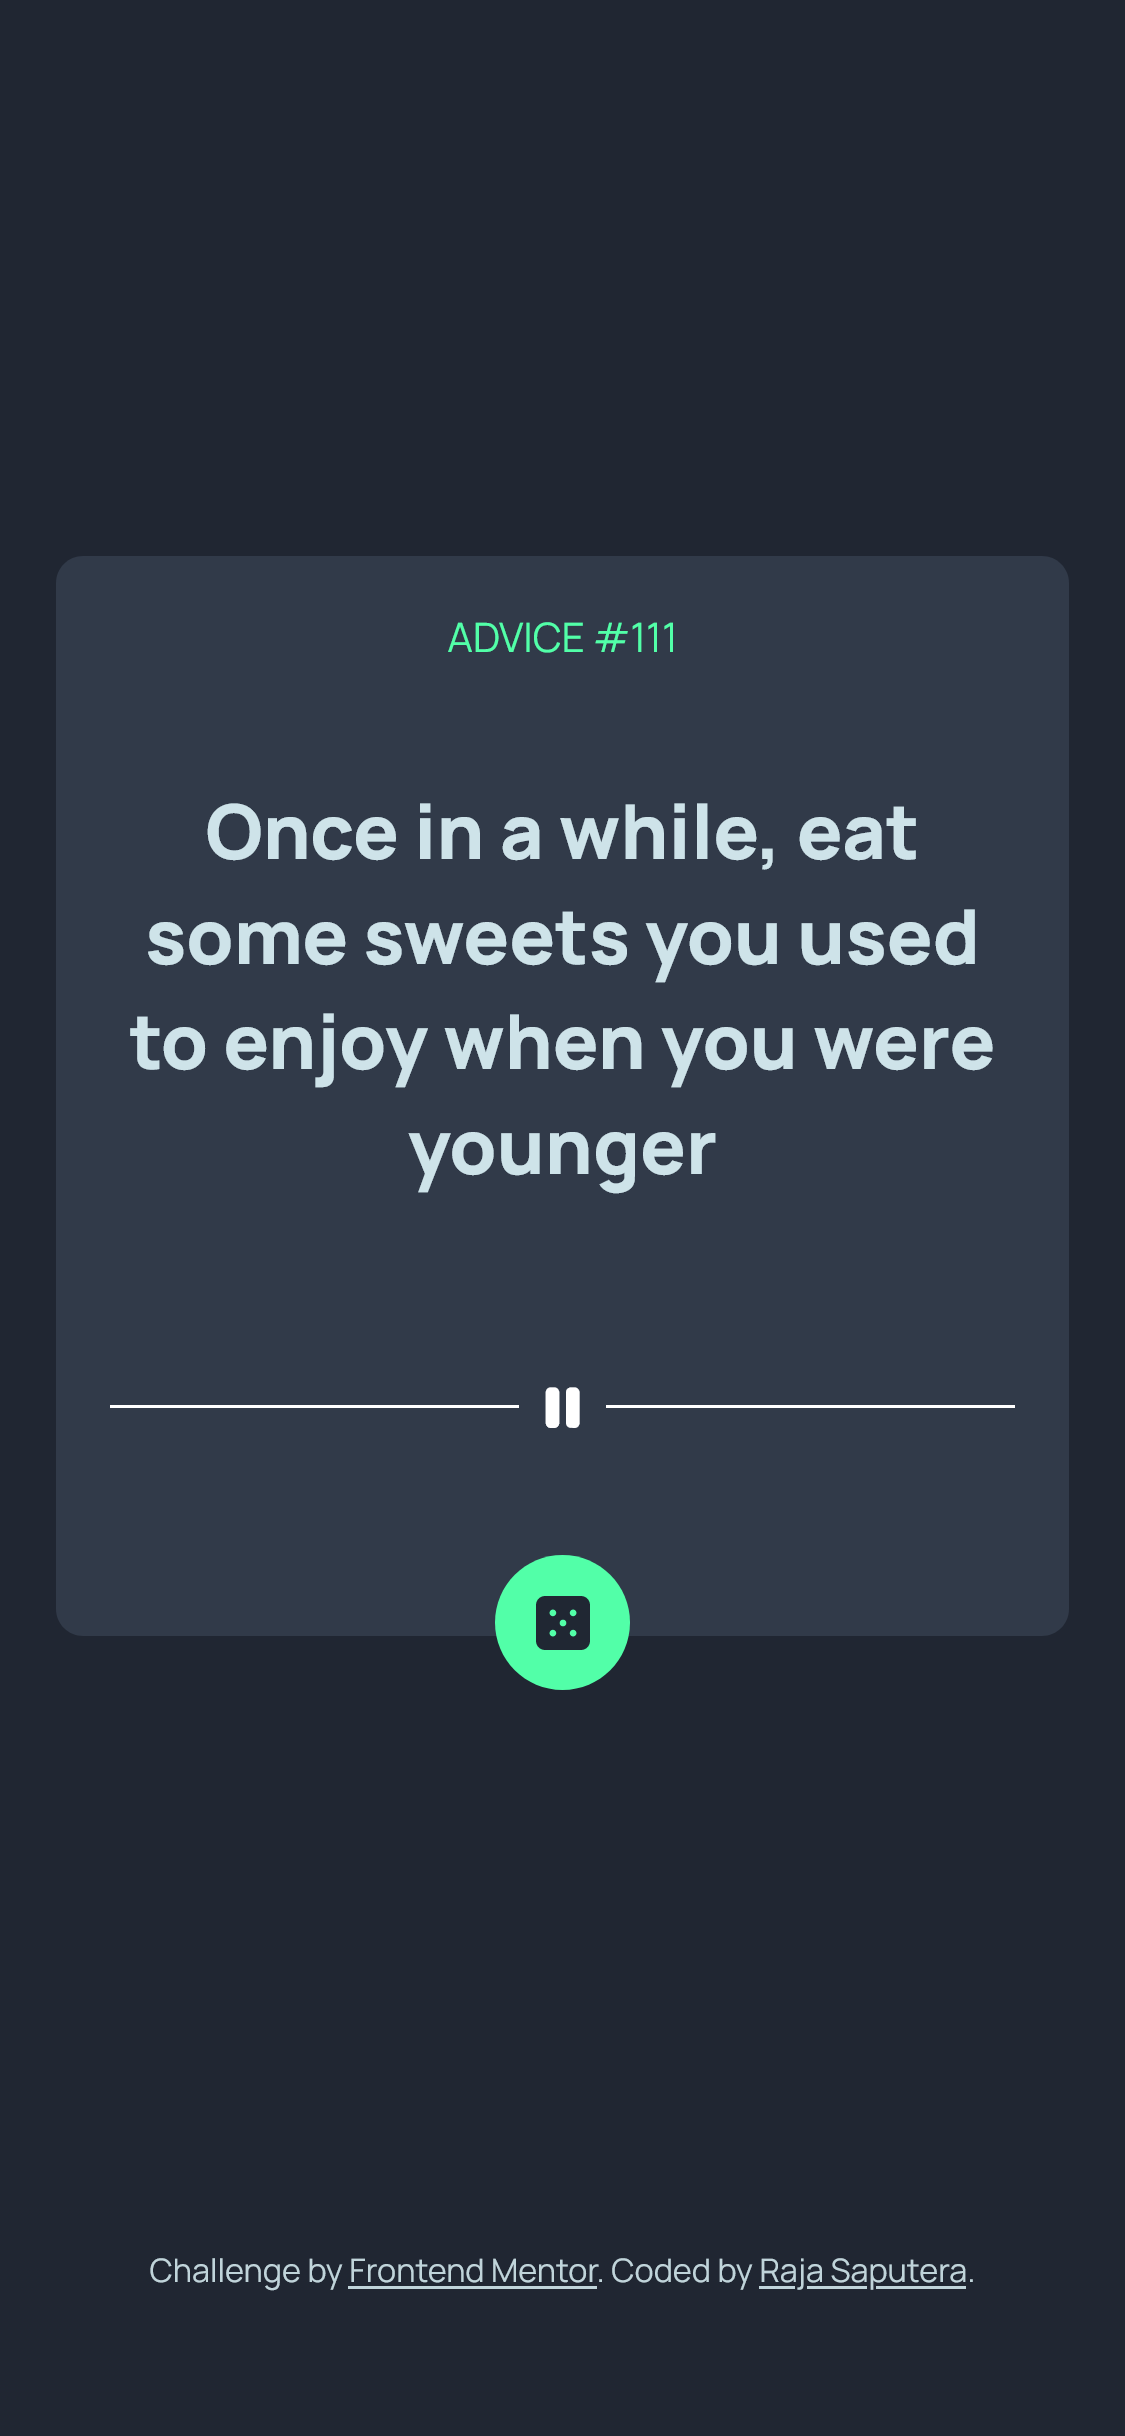 ADVICE #111
Once in a while, eat
some sweets you used
to enjoy when you were
younger
Challenge by Frontend Mentor. Coded by Raja Saputera.